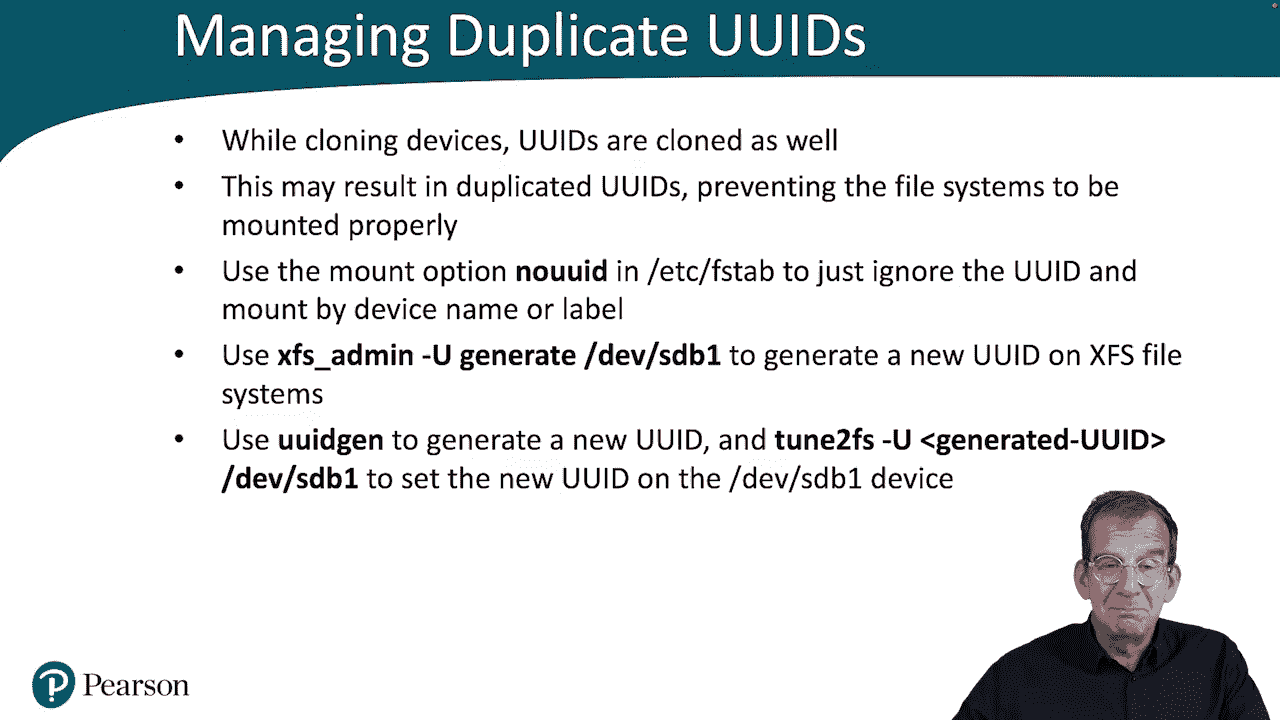 Managing Duplicate UUIDs
• While cloning devices, UUIDs are cloned as well
• This may result in duplicated UUIDs, preventing the file systems to be
mounted properly
• Use the mount option nouuid in /etc/fstab to just ignore the UUID and
mount by device name or label
• Use xfs_admin -U generate /dev/sdb1 to generate a new UUID on XFS file
systems
• Use uuidgen to generate a new UUID, and tune2fs -U <generated-UUID>
/dev/sdb1 to set the new UUID on the /dev/sdb1 device
Pearson